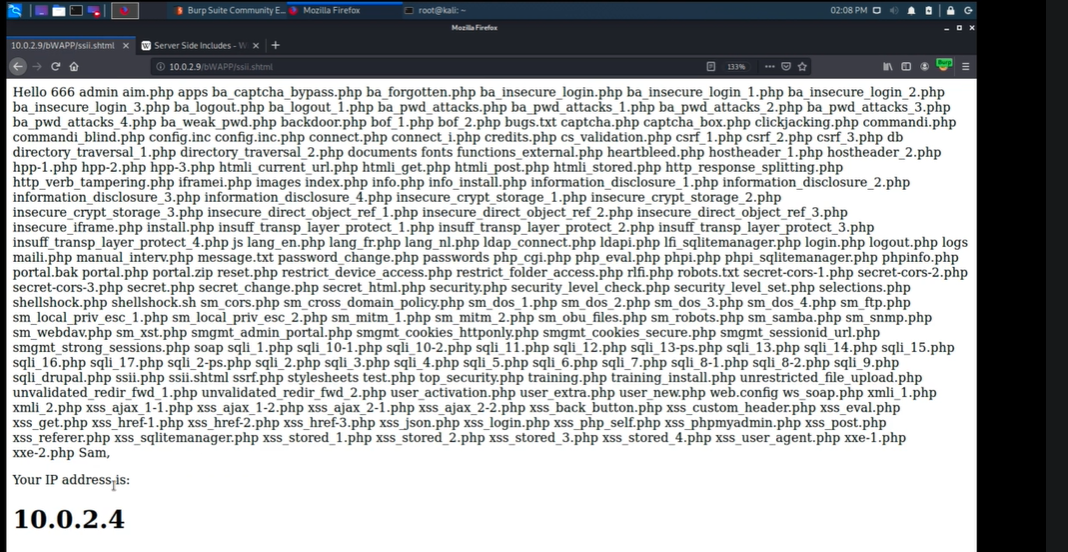 Burp Suite Community E...
Mozilla Firefox
root@kali: ~
02:08 PM
Mozilla Firefox
10.0.2.9/bWAPP/ssii.shtml
Server Side Includes - W
10.0.2.9/bWAPP/ssii.shtml
133%
Burp
Hello 666 admin aim.php apps ba_captcha_bypass.php ba_forgotten.php ba_insecure_login.php ba_insecure_login_1.php ba_insecure_login_2.php
ba_insecure_login_3.php ba_logout.php ba_logout_1.php ba_pwd_attacks.php ba_pwd_attacks_1.php ba_pwd_attacks_2.php ba_pwd_attacks_3.php
ba_pwd_attacks_4.php ba_weak_pwd.php backdoor.php bof_1.php bof_2.php bugs.txt captcha.php captcha_box.php clickjacking.php commandi.php
commandi_blind.php config.inc config.inc.php connect.php connect_i.php credits.php cs_validation.php csrf_1.php csrf_2.php csrf_3.php db
directory_traversal_1.php directory_traversal_2.php documents fonts functions_external.php heartbleed.php hostheader_1.php hostheader_2.php
hpp-1.php hpp-2.php hpp-3.php htmli_current_url.php htmli_get.php htmli_post.php htmli_stored.php http_response_splitting.php
http_verb_tampering.php iframei.php images index.php info.php info_install.php information_disclosure_1.php information_disclosure_2.php
information_disclosure_3.php information_disclosure_4.php insecure_crypt_storage_1.php insecure_crypt_storage_2.php
insecure_crypt_storage_3.php insecure_direct_object_ref_1.php insecure_direct_object_ref_2.php insecure_direct_object_ref_3.php
insecure_iframe.php install.php insuff_transp_layer_protect_1.php insuff_transp_layer_protect_2.php insuff_transp_layer_protect_3.php
insuff_transp_layer_protect_4.php js lang_en.php lang_fr.php lang_nl.php ldap_connect.php ldapi.php lfi_sqlitemanager.php login.php logout.php logs
maili.php manual_interv.php message.txt password_change.php passwords php_cgi.php php_eval.php phpi.php phpi_sqlitemanager.php phpinfo.php
portal.bak portal.php portal.zip reset.php restrict_device_access.php restrict_folder_access.php rlfi.php robots.txt secret-cors-1.php secret-cors-2.php
secret-cors-3.php secret.php secret_change.php secret_html.php security.php security_level_check.php security_level_set.php selections.php
shellshock.php shellshock.sh sm_cors.php sm_cross_domain_policy.php sm_dos_1.php sm_dos_2.php sm_dos_3.php sm_dos_4.php sm_ftp.php
sm_local_priv_esc_1.php sm_local_priv_esc_2.php sm_mitm_1.php sm_mitm_2.php sm_obu_files.php sm_robots.php sm_samba.php sm_snmp.php
sm_webdav.php sm_xst.php smgmt_admin_portal.php smgmt_cookies_httponly.php smgmt_cookies_secure.php smgmt_sessionid_url.php
smgmt_strong_sessions.php soap sqli_1.php sqli_10-1.php sqli_10-2.php sqli_11.php sqli_12.php sqli_13-ps.php sqli_13.php sqli_14.php sqli_15.php
sqli_16.php sqli_17.php sqli_2-ps.php sqli_2.php sqli_3.php sqli_4.php sqli_5.php sqli_6.php sqli_7.php sqli_8-1.php sqli_8-2.php sqli_9.php
sqli_drupal.php ssii.php ssii.shtml ssrf.php stylesheets test.php top_security.php training.php training_install.php unrestricted_file_upload.php
unvalidated_redir_fwd_1.php unvalidated_redir_fwd_2.php user_activation.php user_extra.php user_new.php web.config ws_soap.php xmli_1.php
xmli_2.php xss_ajax_1-1.php xss_ajax_1-2.php xss_ajax_2-1.php xss_ajax_2-2.php xss_back_button.php xss_custom_header.php xss_eval.php
xss_get.php xss_href-1.php xss_href-2.php xss_href-3.php xss_json.php xss_login.php xss_php_self.php xss_phpmyadmin.php xss_post.php
xss_referer.php xss_sqlitemanager.php xss_stored_1.php xss_stored_2.php xss_stored_3.php xss_stored_4.php xss_user_agent.php xxe-1.php
xxe-2.php Sam,
Your IP address is:
10.0.2.4